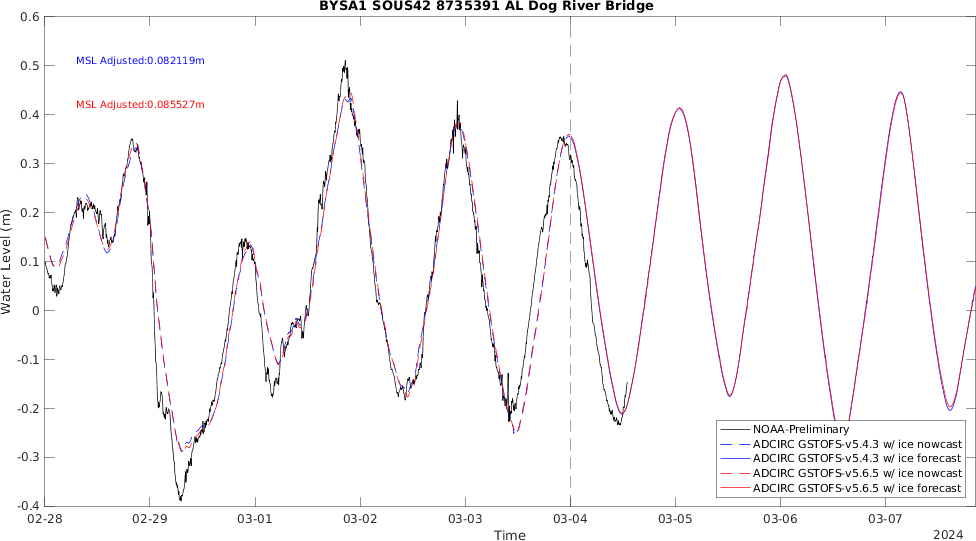 BYSA1 SOUS42 8735391 AL Dog River Bridge
0.6
0.5
0.4
0.3
0.2
0.1
0
-0.1
-0.2
-0.3
-0.4
Water Level (m)
MSL Adjusted:0.082119m
MSL Adjusted:0.085527m
NOAA-Preliminary
ADCIRC GSTOFS-v5.4.3 w/ ice nowcast
ADCIRC GSTOFS-v5.4.3 w/ ice forecast
ADCIRC GSTOFS-v5.6.5 w/ ice nowcast
ADCIRC GSTOFS-v5.6.5 w/ ice forecast
02-28 02-29 03-01 03-02 03-03 03-04 03-05 03-06 03-07
Time
2024